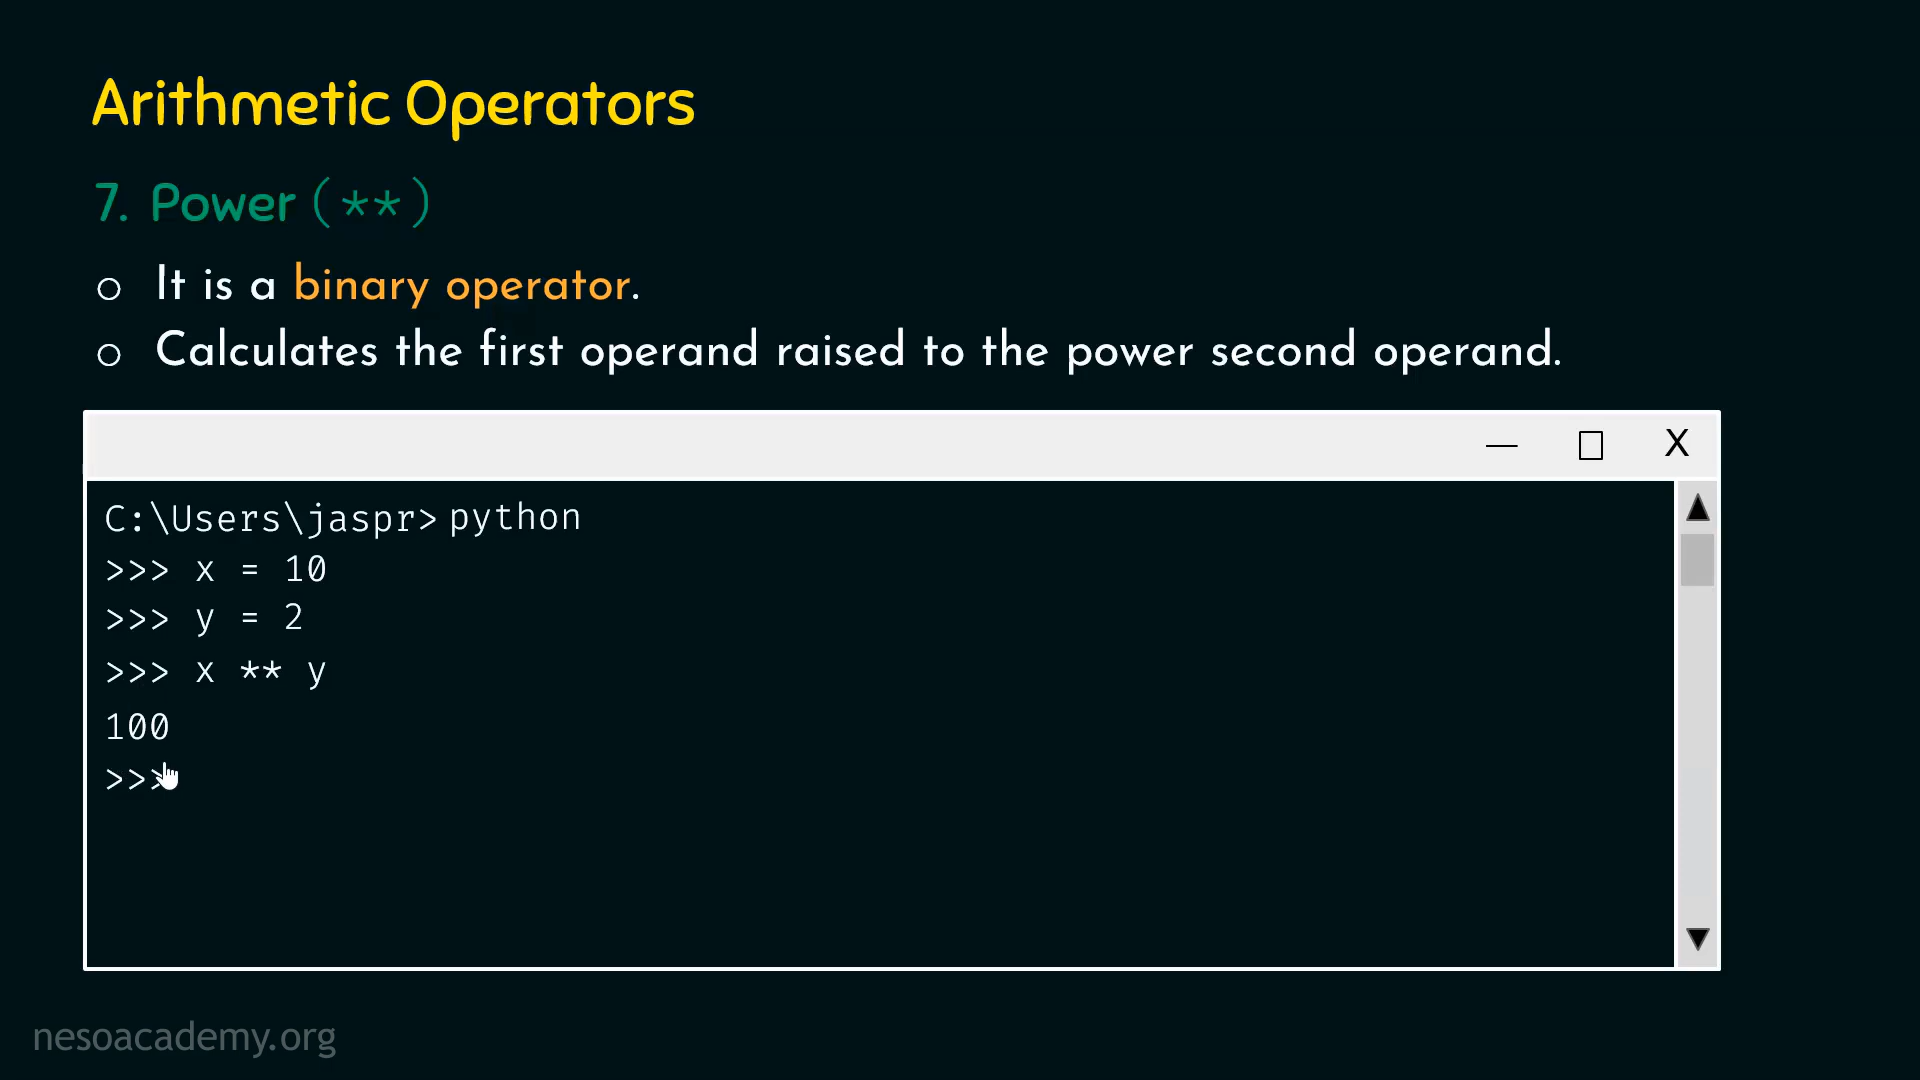 Arithmetic Operators
7. Power (**)
It is a binary operator.
Calculates the first operand raised to the power second operand.
X
C:\Users\jaspr> python
>>> x = 10
>>> y = 2
>>> x ** y
100
>>>
nesoacademy.org